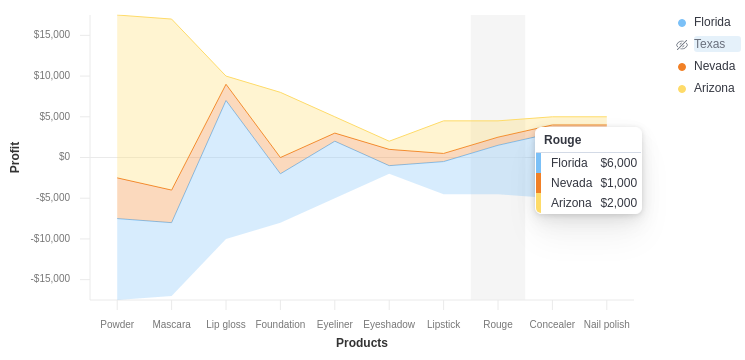 $15,000
$10,000
$5,000
$0
-$5,000
-$10,000
-$15,000
Profit
Powder Mascara Lip gloss Foundation Eyeliner Eyeshadow Lipstick Rouge Concealer Nail polish
Products
Florida
Texas
Nevada
Arizona
Rouge
Florida $6,000
Nevada $1,000
Arizona $2,000